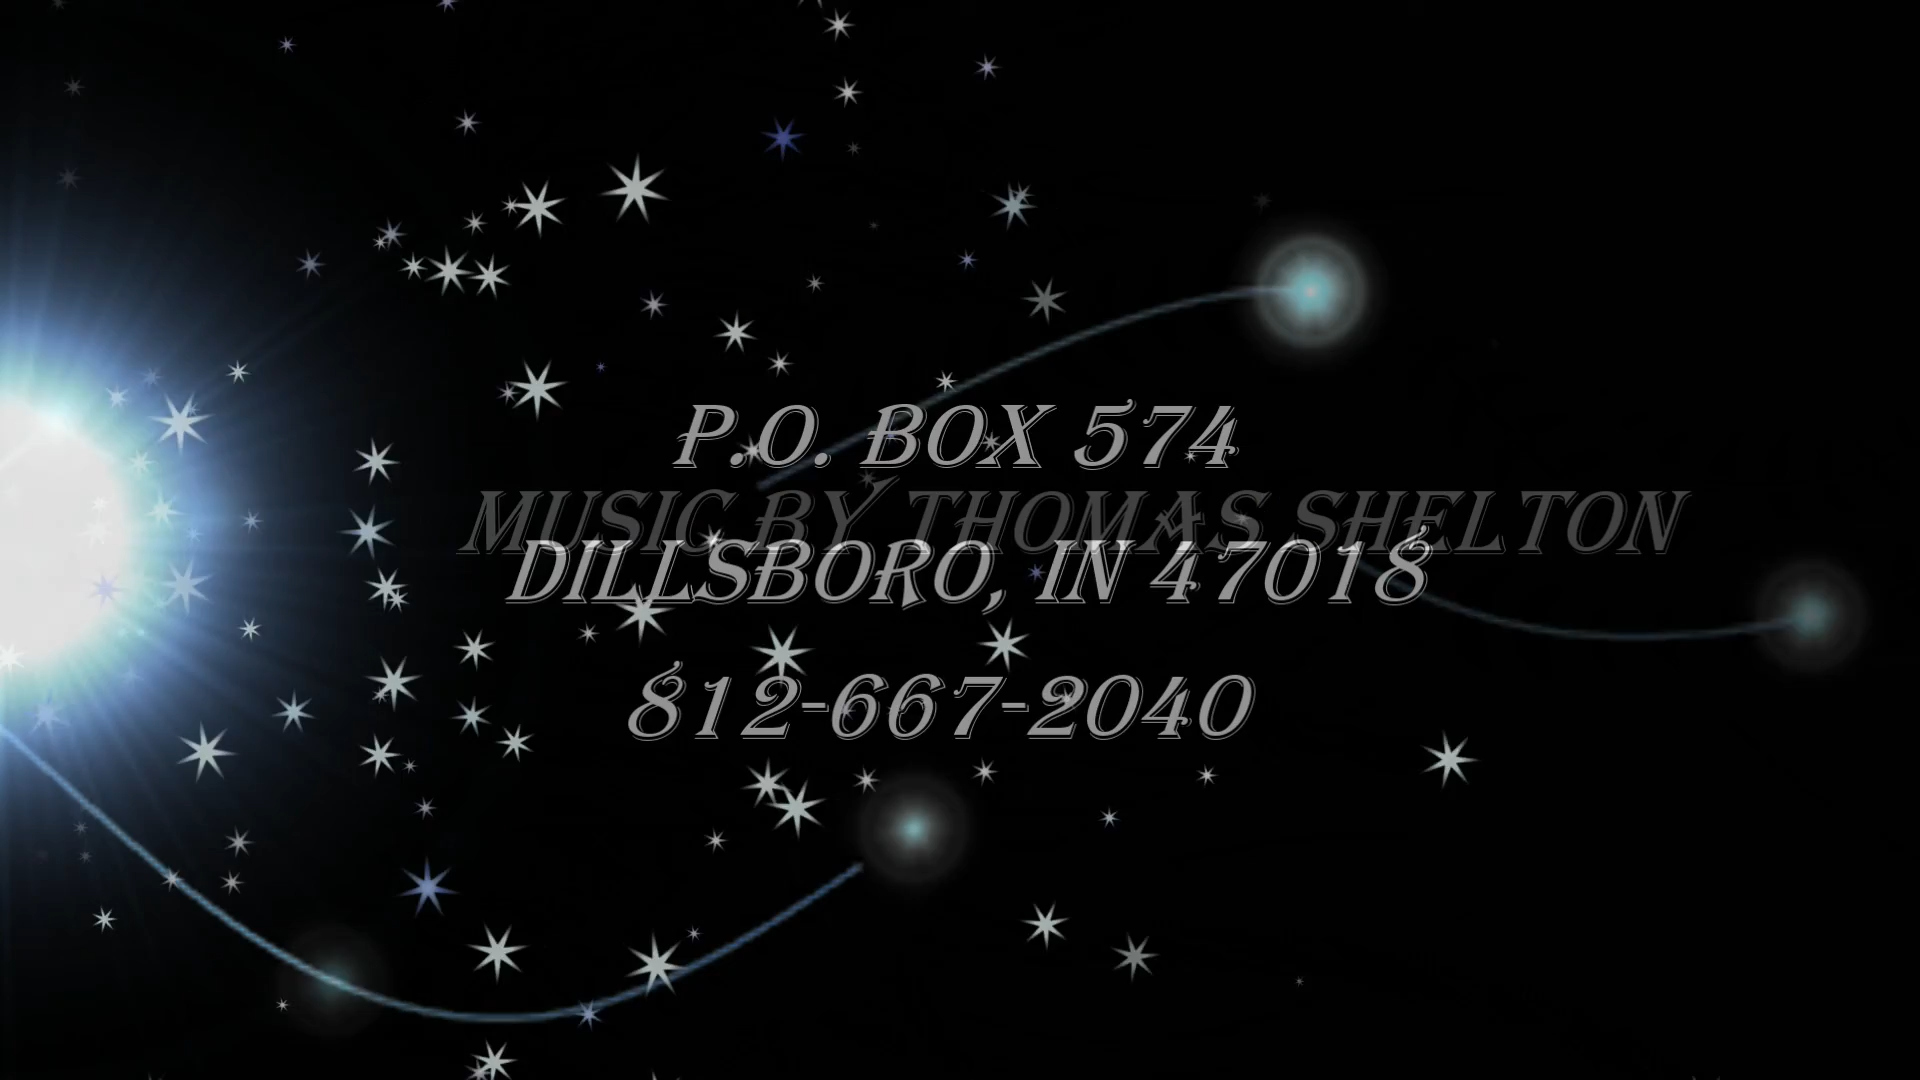 P.O. BOX 574
MUSIC BY THOMAS SHELTON
DILLSBORO, IN 47018
812-667-2040